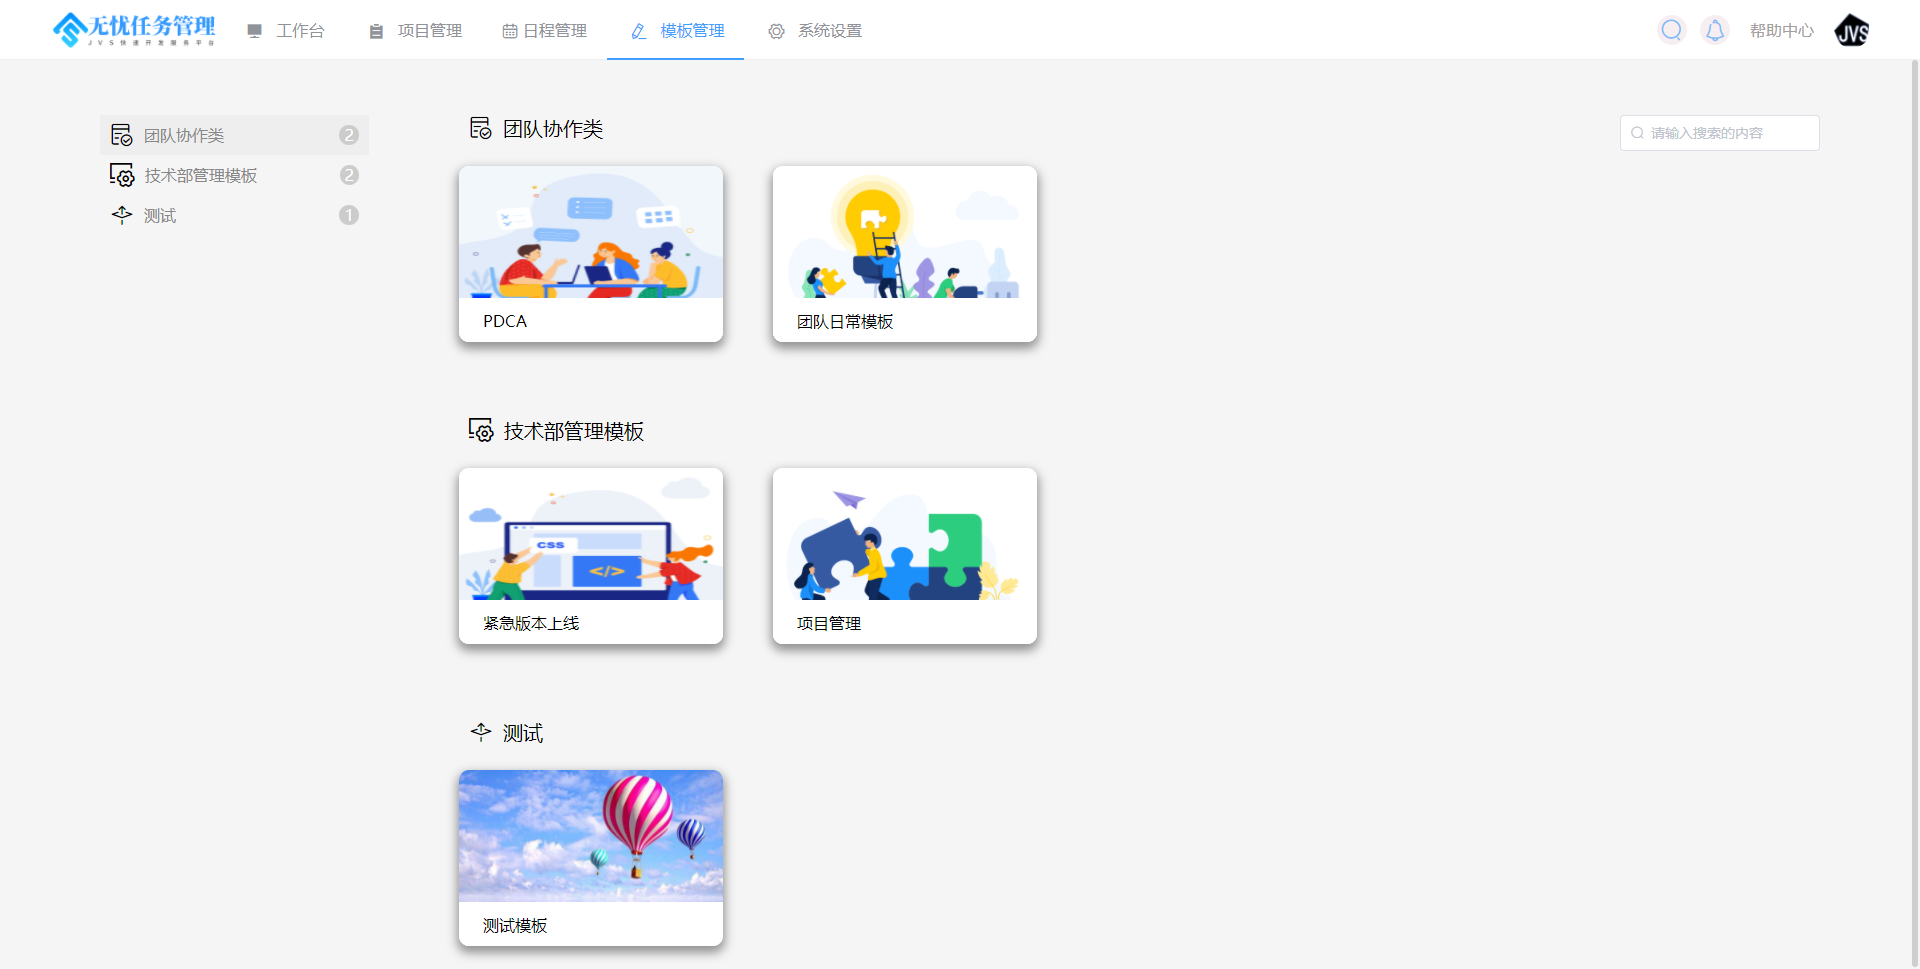 无忧任务管理
JVS快速开发服务平台
工作台
项目管理
日程管理
模板管理
系统设置
帮助中心
JVS
团队协作类 2
技术部管理模板 2
测试 1
团队协作类
请输入搜索的内容
PDCA
团队日常模板
技术部管理模板
CSS
</>
紧急版本上线
项目管理
测试
测试模板